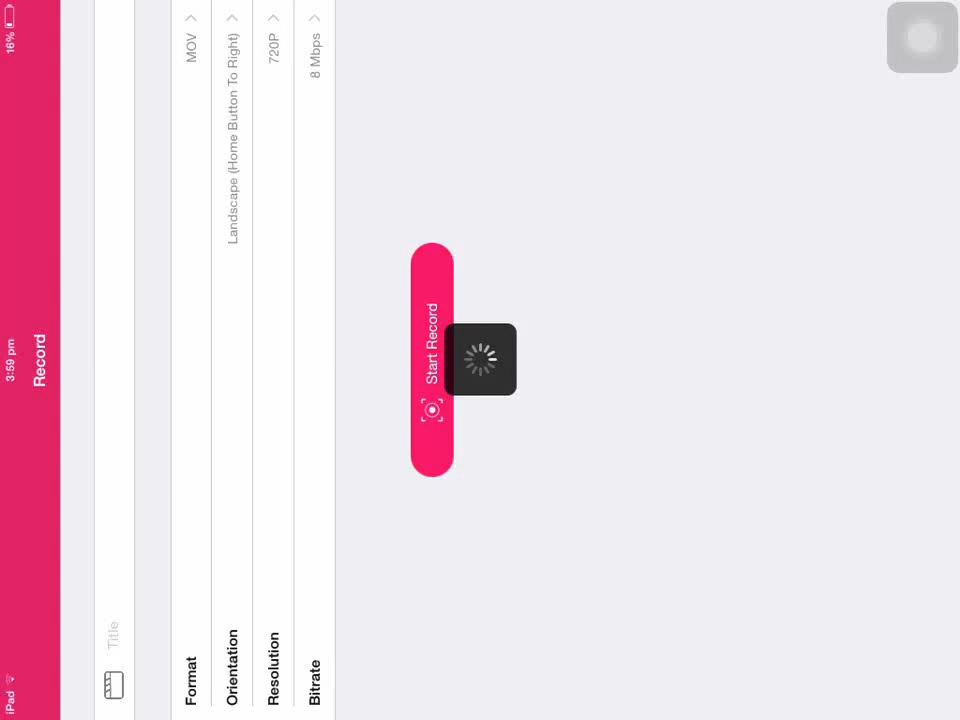 iPad 3:59 pm 16%
Record
Title
Format MOV
Orientation Landscape (Home Button To Right)
Resolution 720P
Bitrate 8 Mbps
Start Record